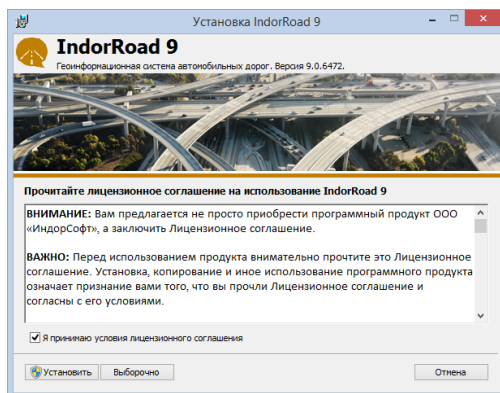 Установка IndorRoad 9
IndorRoad 9
Геоинформационная система автомобильных дорог. Версия 9.0.6472.
Прочитайте лицензионное соглашение на использование IndorRoad 9
ВНИМАНИЕ: Вам предлагается не просто приобрести программный продукт ООО
«ИндорСофт», а заключить Лицензионное соглашение.
ВАЖНО: Перед использованием продукта внимательно прочтите это Лицензионное
соглашение. Установка, копирование и иное использование программного продукта
означает признание вами того, что вы прочли Лицензионное соглашение и
согласны с его условиями.
Я принимаю условия лицензионного соглашения
Установить Выборочно Отмена